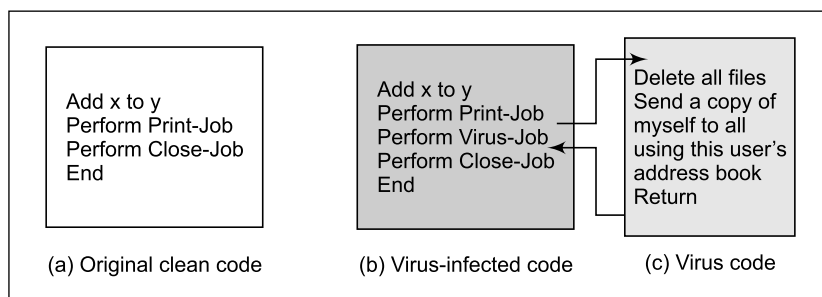 Add x to y
Perform Print-Job
Perform Close-Job
End
(a) Original clean code
Add x to y
Perform Print-Job
Perform Virus-Job
Perform Close-Job
End
(b) Virus-infected code
Delete all files
Send a copy of
myself to all
using this user's
address book
Return
(c) Virus code